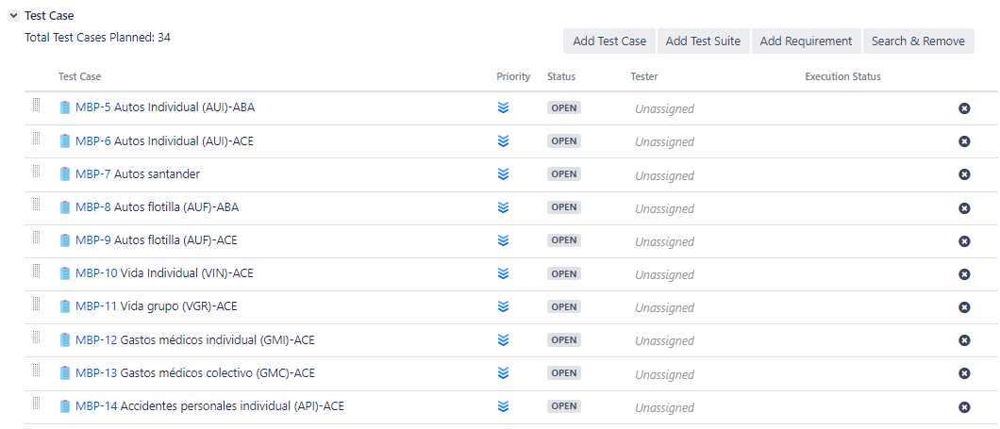 Test Case
Total Test Cases Planned: 34
Add Test Case Add Test Suite Add Requirement Search & Remove
Test Case Priority Status Tester Execution Status
MBP-5 Autos Individual (AUI)-ABA OPEN Unassigned
MBP-6 Autos Individual (AUI)-ACE OPEN Unassigned
MBP-7 Autos santander OPEN Unassigned
MBP-8 Autos flotilla (AUF)-ABA OPEN Unassigned
MBP-9 Autos flotilla (AUF)-ACE OPEN Unassigned
MBP-10 Vida Individual (VIN)-ACE OPEN Unassigned
MBP-11 Vida grupo (VGR)-ACE OPEN Unassigned
MBP-12 Gastos médicos individual (GMI)-ACE OPEN Unassigned
MBP-13 Gastos médicos colectivo (GMC)-ACE OPEN Unassigned
MBP-14 Accidentes personales individual (API)-ACE OPEN Unassigned